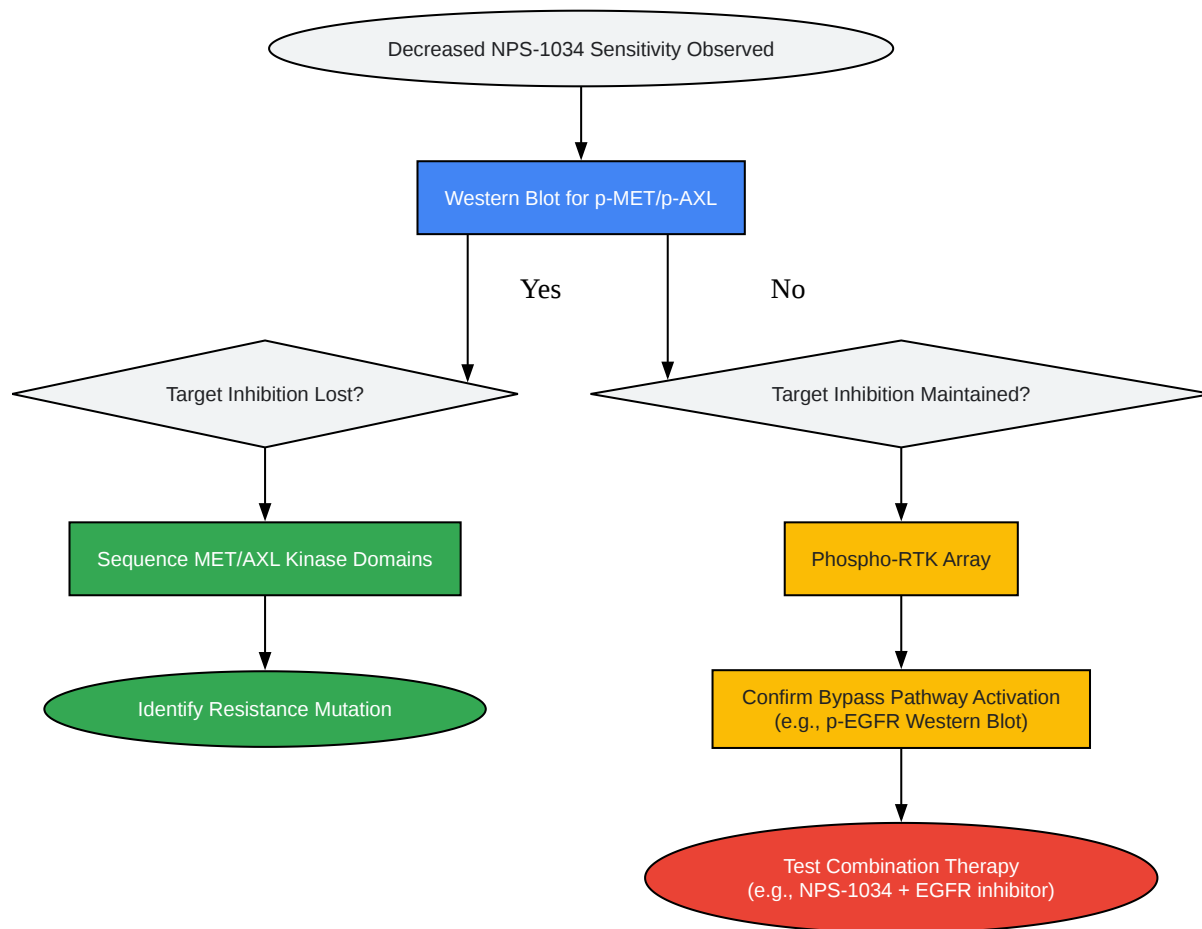 Decreased NPS-1034 Sensitivity Observed
Western Blot for p-MET/p-AXL
Yes
No
Target Inhibition Lost?
Target Inhibition Maintained?
Sequence MET/AXL Kinase Domains
Phospho-RTK Array
Identify Resistance Mutation
Confirm Bypass Pathway Activation
(e.g., p-EGFR Western Blot)
Test Combination Therapy
(e.g., NPS-1034 + EGFR inhibitor)